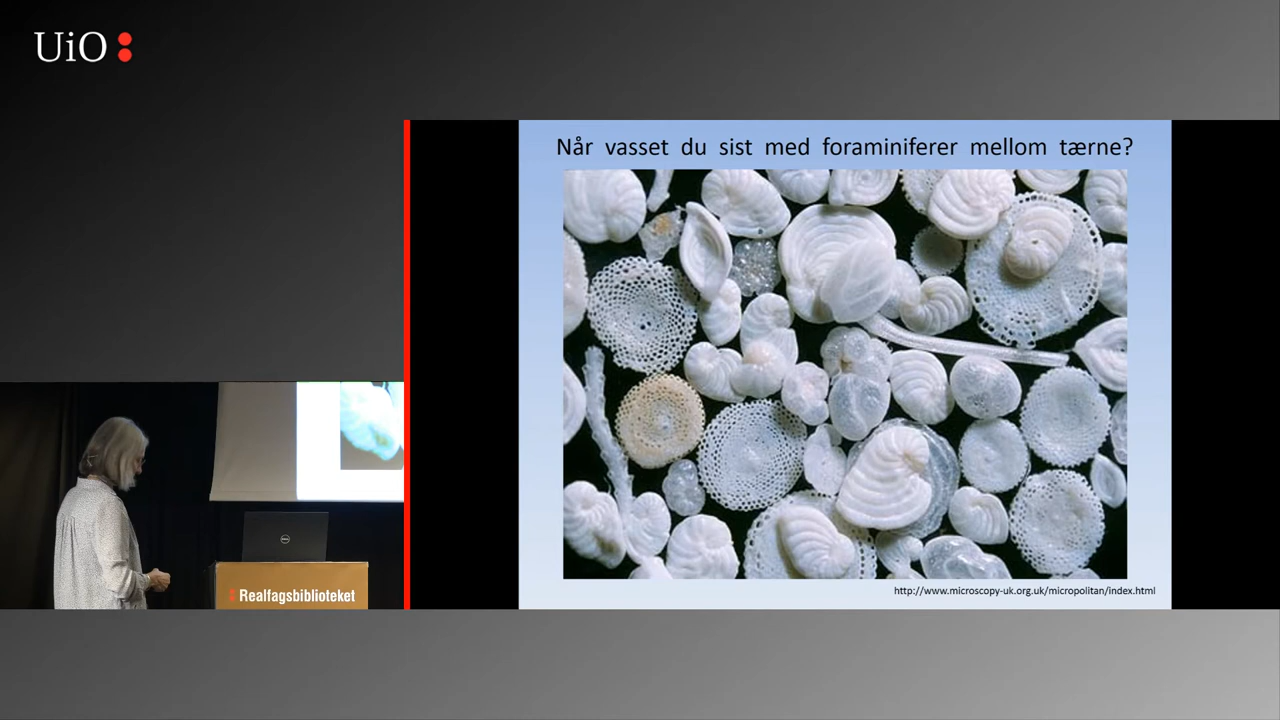 UiO
Når vasset du sist med foraminiferer mellom tærne?
http://www.microscopy-uk.org.uk/micropolitan/index.html
DELL
Realfagsbiblioteket